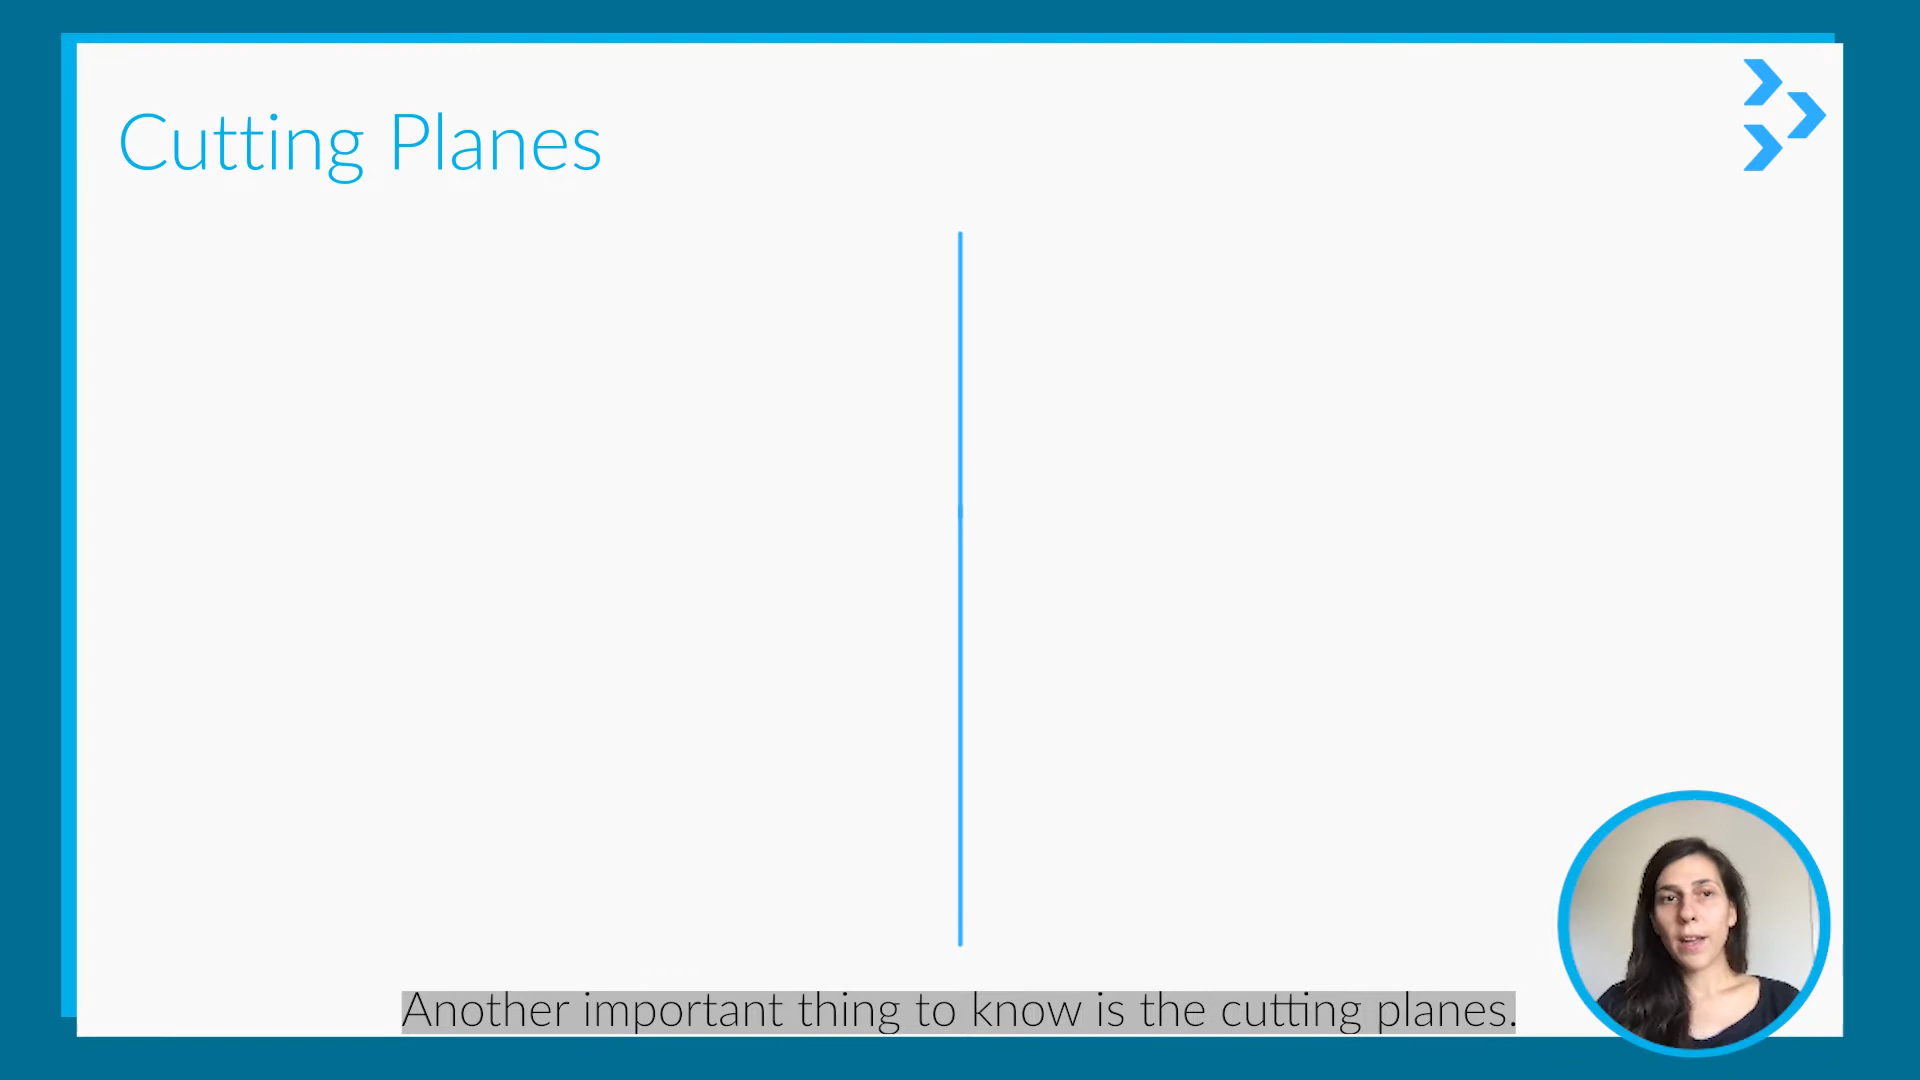 Cutting Planes
Another important thing to know is the cutting planes.